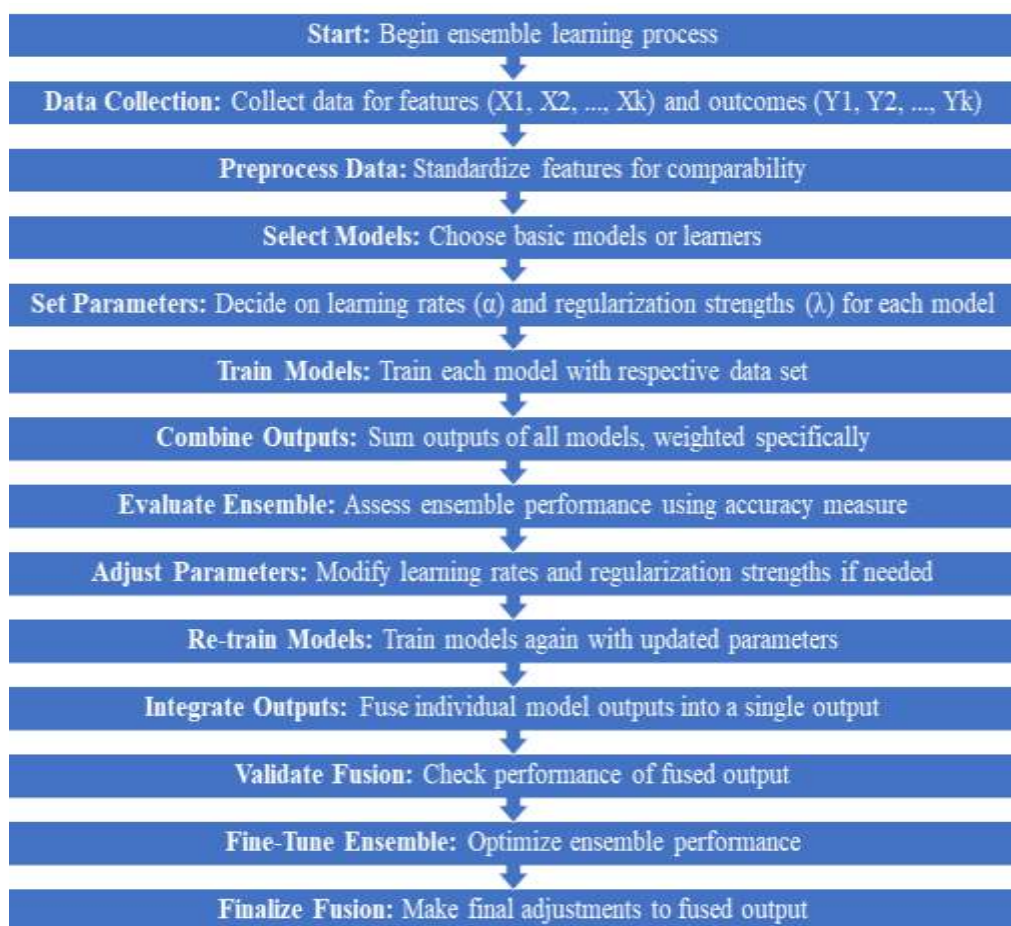 Start: Begin ensemble learning process
Data Collection: Collect data for features (X1, X2, ..., Xk) and outcomes (Y1, Y2, ..., Yk)
Preprocess Data: Standardize features for comparability
Select Models: Choose basic models or learners
Set Parameters: Decide on learning rates (α) and regularization strengths (λ) for each model
Train Models: Train each model with respective data set
Combine Outputs: Sum outputs of all models, weighted specifically
Evaluate Ensemble: Assess ensemble performance using accuracy measure
Adjust Parameters: Modify learning rates and regularization strengths if needed
Re-train Models: Train models again with updated parameters
Integrate Outputs: Fuse individual model outputs into a single output
Validate Fusion: Check performance of fused output
Fine-Tune Ensemble: Optimize ensemble performance
Finalize Fusion: Make final adjustments to fused output